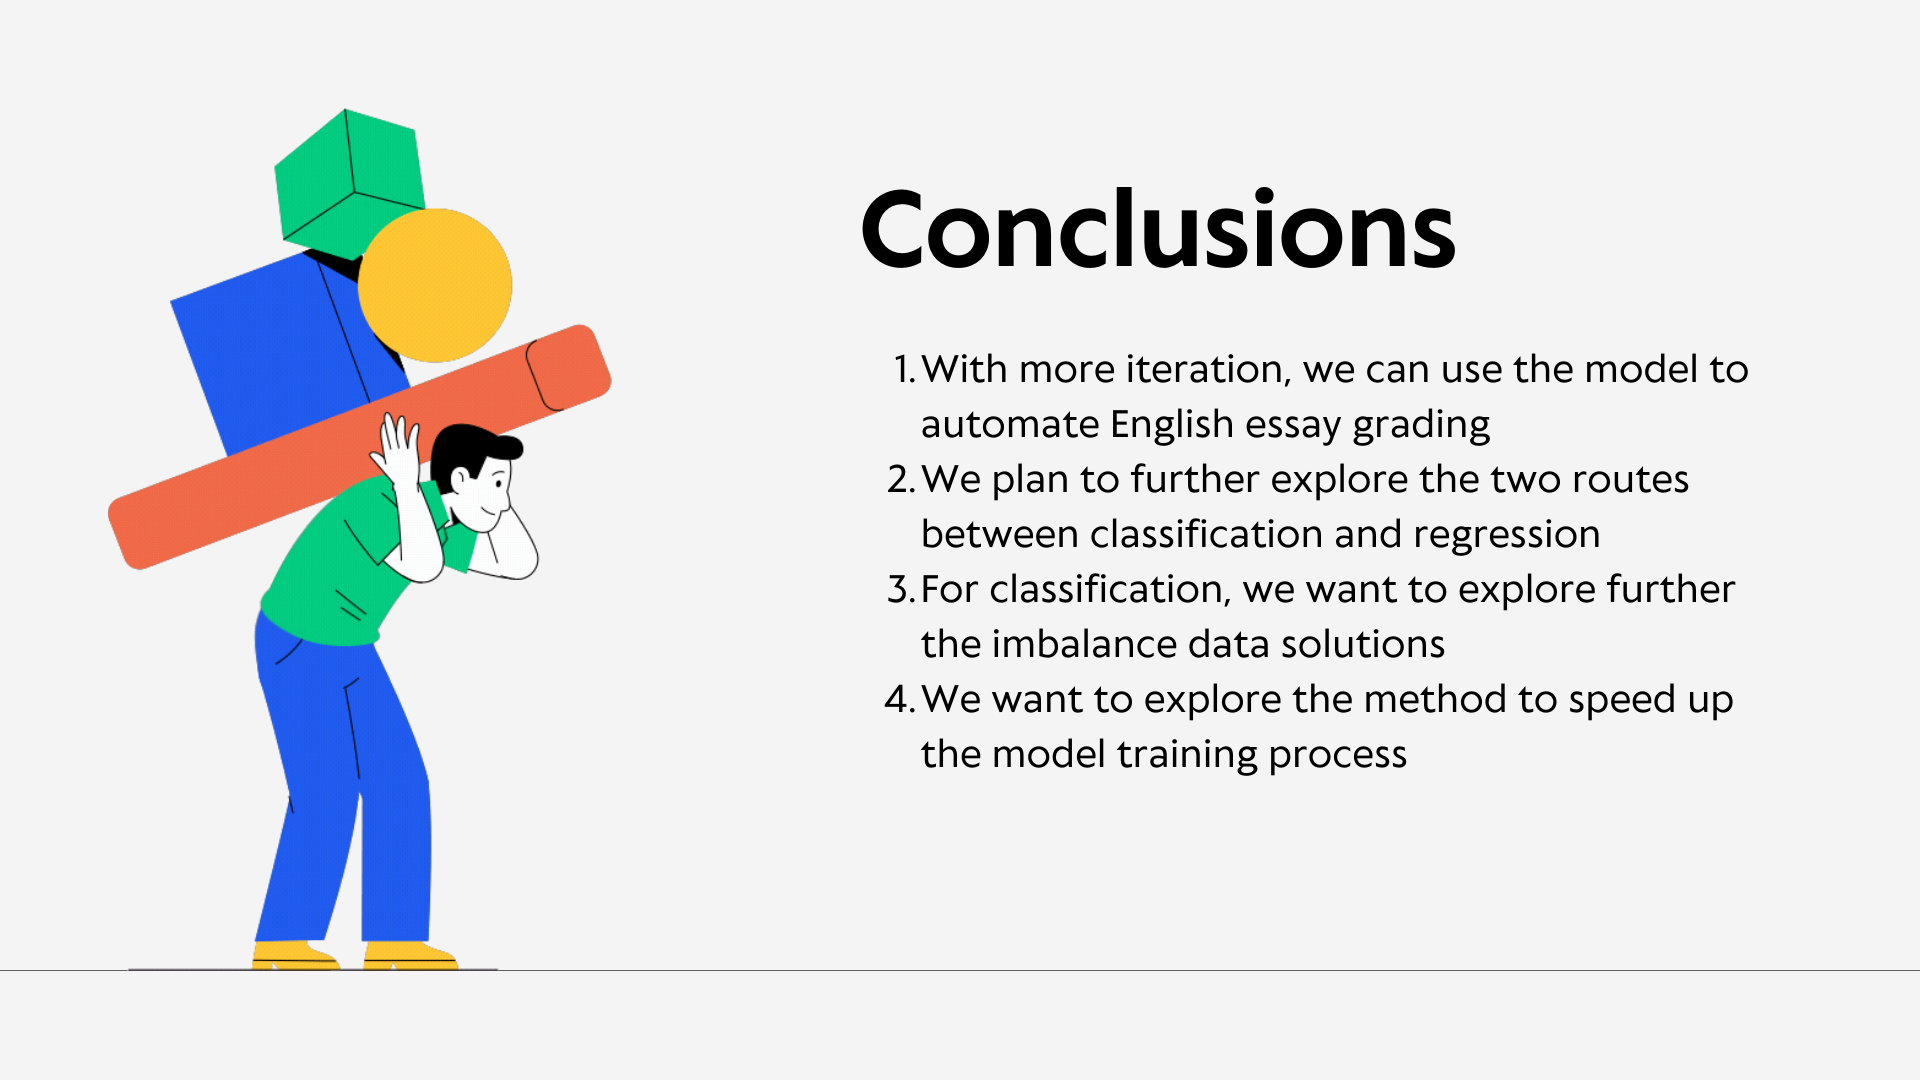 Conclusions
1. With more iteration, we can use the model to
automate English essay grading
2. We plan to further explore the two routes
between classification and regression
3. For classification, we want to explore further
the imbalance data solutions
4. We want to explore the method to speed up
the model training process